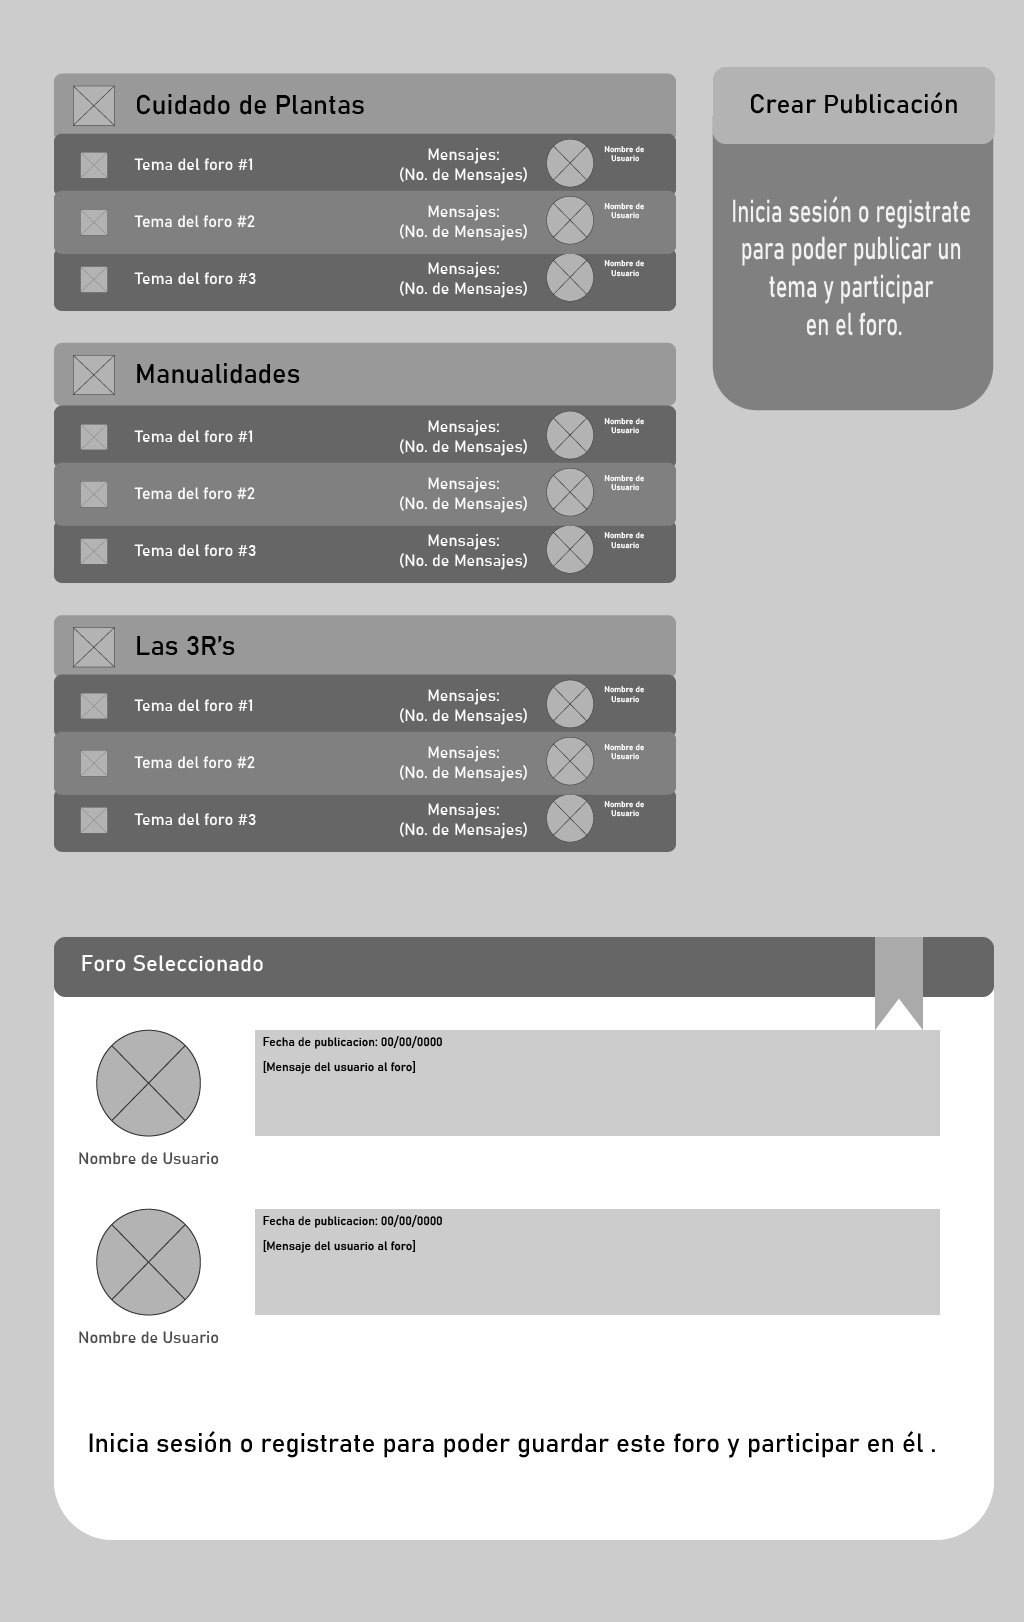 Cuidado de Plantas
Tema del foro #1
Mensajes:
(No. de Mensajes)
Nombre de
Usuario
Tema del foro #2
Mensajes:
(No. de Mensajes)
Nombre de
Usuario
Tema del foro #3
Mensajes:
(No. de Mensajes)
Nombre de
Usuario
Crear Publicación
Inicia sesión o registrate
para poder publicar un
tema y participar
en el foro.
Manualidades
Tema del foro #1
Mensajes:
(No. de Mensajes)
Nombre de
Usuario
Tema del foro #2
Mensajes:
(No. de Mensajes)
Nombre de
Usuario
Tema del foro #3
Mensajes:
(No. de Mensajes)
Nombre de
Usuario
Las 3R's
Tema del foro #1
Mensajes:
(No. de Mensajes)
Nombre de
Usuario
Tema del foro #2
Mensajes:
(No. de Mensajes)
Nombre de
Usuario
Tema del foro #3
Mensajes:
(No. de Mensajes)
Nombre de
Usuario
Foro Seleccionado
Fecha de publicacion: 00/00/0000
[Mensaje del usuario al foro]
Nombre de Usuario
Fecha de publicacion: 00/00/0000
[Mensaje del usuario al foro]
Nombre de Usuario
Inicia sesión o registrate para poder guardar este foro y participar en él .